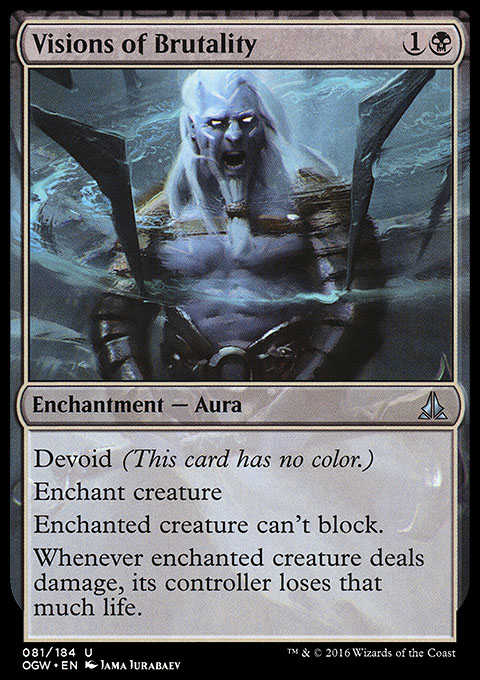 Visions of Brutality 1
Enchantment — Aura
Devoid (This card has no color.)
Enchant creature
Enchanted creature can't block.
Whenever enchanted creature deals
damage, its controller loses that
much life.
081/184 U
OGW • EN Jama Jurabaev
™ & © 2016 Wizards of the Coast